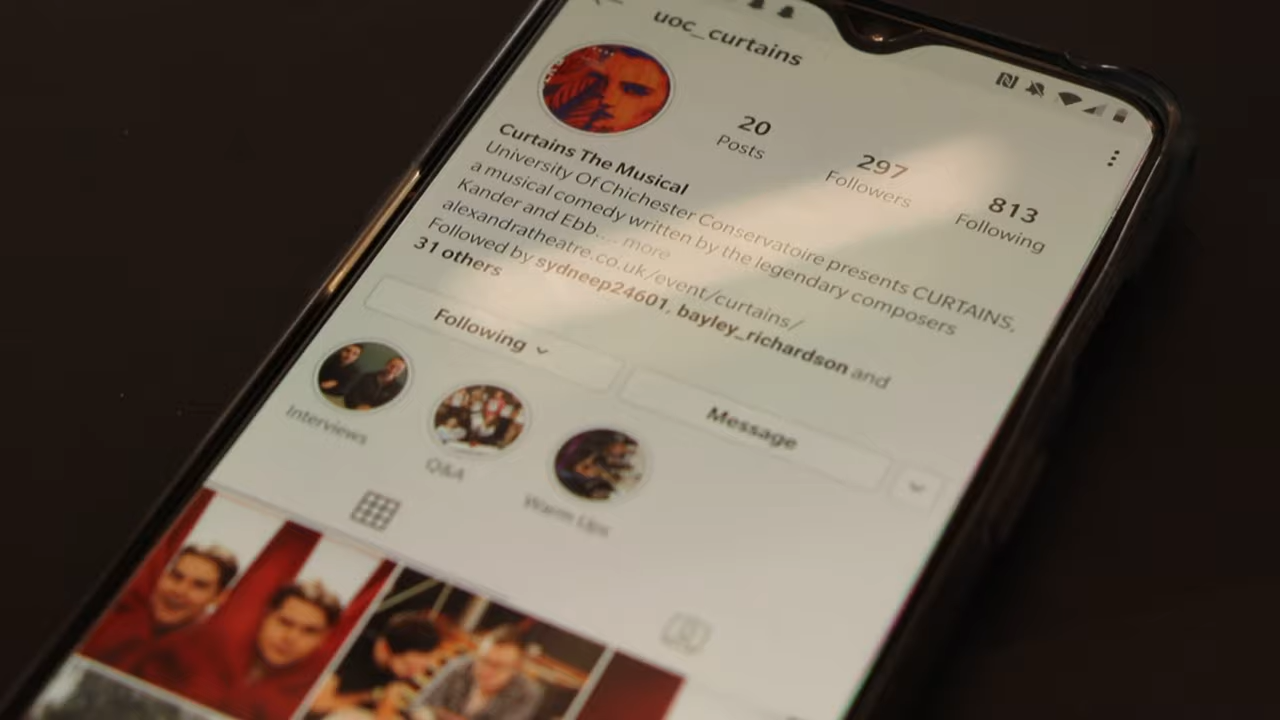 uoc_curtains
20
Posts
297
Followers
813
Following
Curtains The Musical
University Of Chichester Conservatoire presents CURTAINS,
a musical comedy written by the legendary composers
Kander and Ebb.... more
alexandratheatre.co.uk/event/curtains/
Followed by sydneep24601, bayley_richardson and
31 others
Following
Message
Interviews
Q&A
Warm Ups